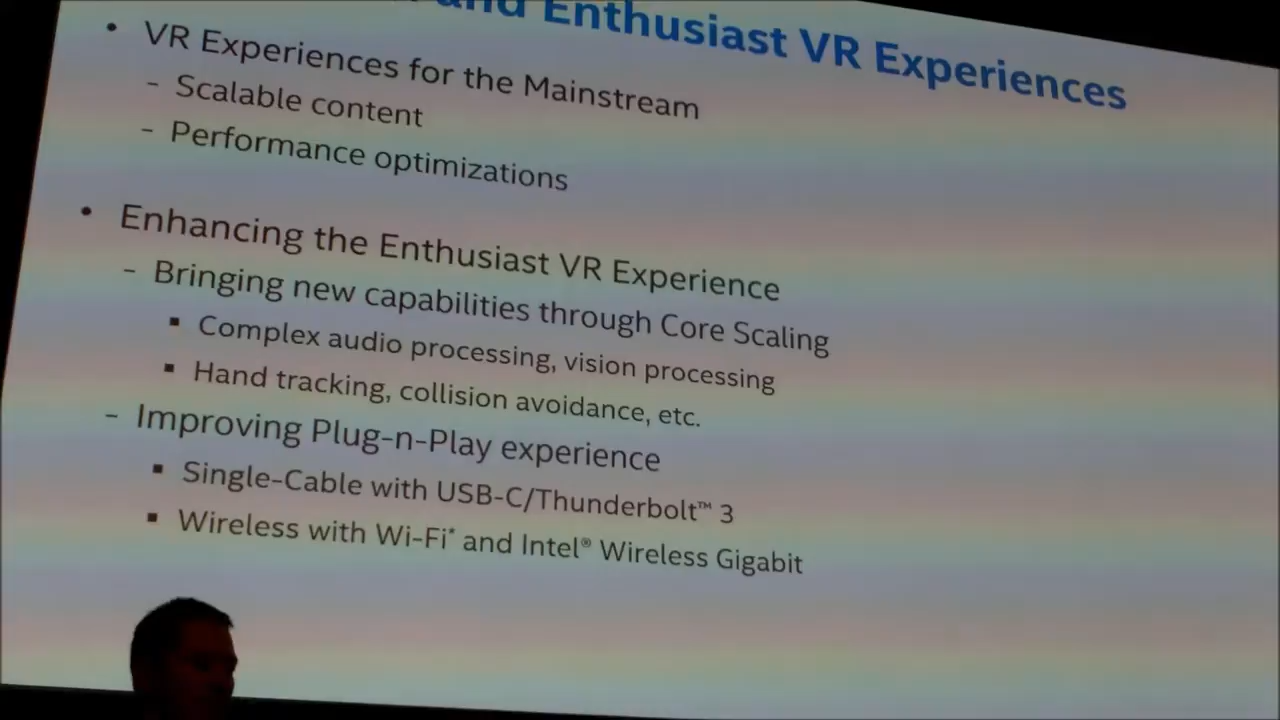 and Enthusiast VR Experiences
• VR Experiences for the Mainstream
- Scalable content
- Performance optimizations
• Enhancing the Enthusiast VR Experience
- Bringing new capabilities through Core Scaling
▪ Complex audio processing, vision processing
▪ Hand tracking, collision avoidance, etc.
- Improving Plug-n-Play experience
▪ Single-Cable with USB-C/Thunderbolt™ 3
▪ Wireless with Wi-Fi* and Intel® Wireless Gigabit